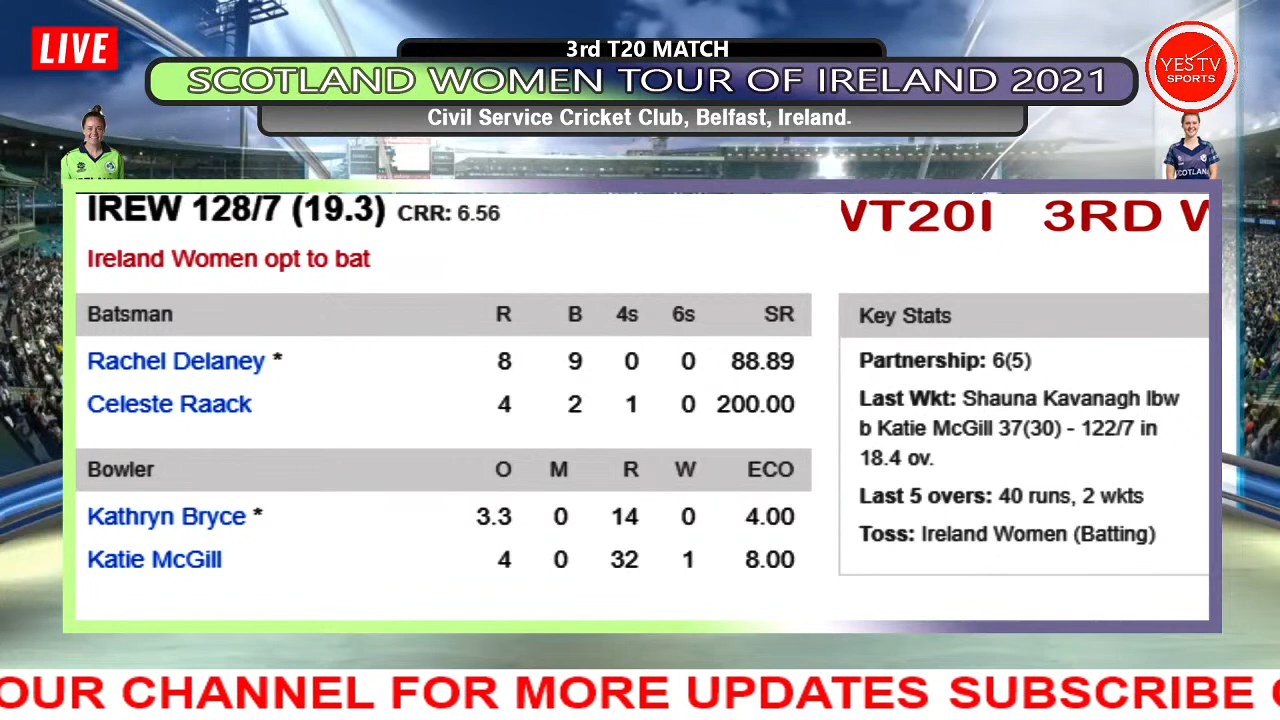 LIVE
3rd T20 MATCH
SCOTLAND WOMEN TOUR OF IRELAND 2021
YES TV
SPORTS
Civil Service Cricket Club, Belfast, Ireland.
SCOTLAND
IREW 128/7 (19.3) CRR: 6.56
VT20I 3RD
Ireland Women opt to bat
Batsman R B 4s 6s SR
Rachel Delaney * 8 9 0 0 88.89
Celeste Raack 4 2 1 0 200.00
Bowler O M R W ECO
Kathryn Bryce * 3.3 0 14 0 4.00
Katie McGill 4 0 32 1 8.00
Key Stats
Partnership: 6(5)
Last Wkt: Shauna Kavanagh lbw
b Katie McGill 37(30) - 122/7 in
18.4 ov.
Last 5 overs: 40 runs, 2 wkts
Toss: Ireland Women (Batting)
OUR CHANNEL FOR MORE UPDATES SUBSCRIBE